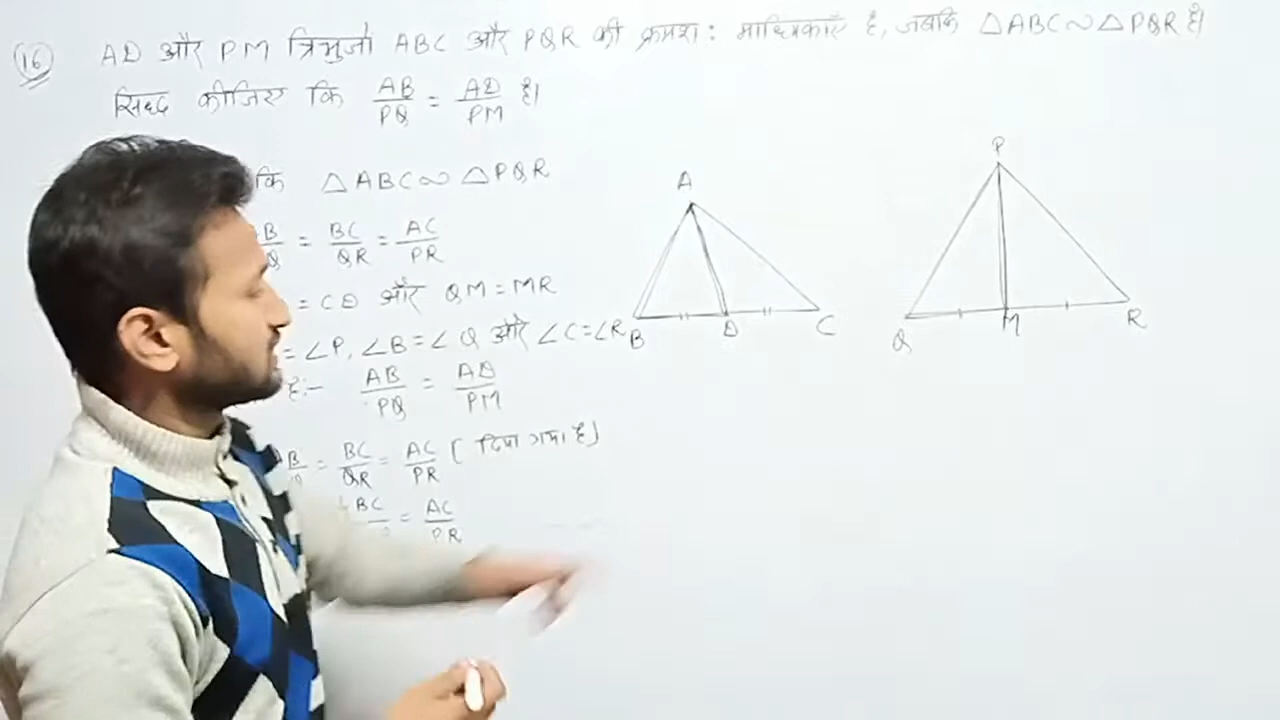 16 AD और PM त्रिभुजों ABC और PQR की क्रमश: माध्यिकाएँ है, जबकि △ABC ∼ △PQR है।
सिध्द कीजिए कि AB/PQ = AD/PM है।
कि △ABC ∼ △PQR
B/Q = BC/QR = AC/PR
= CD और QM = MR
= ∠P, ∠B = ∠Q और ∠C = ∠R
है:- AB/PQ = AD/PM
B = BC/QR = AC/PR [दिया गया है]
BC = AC/PR
A
B
D
C
P
Q
M
R